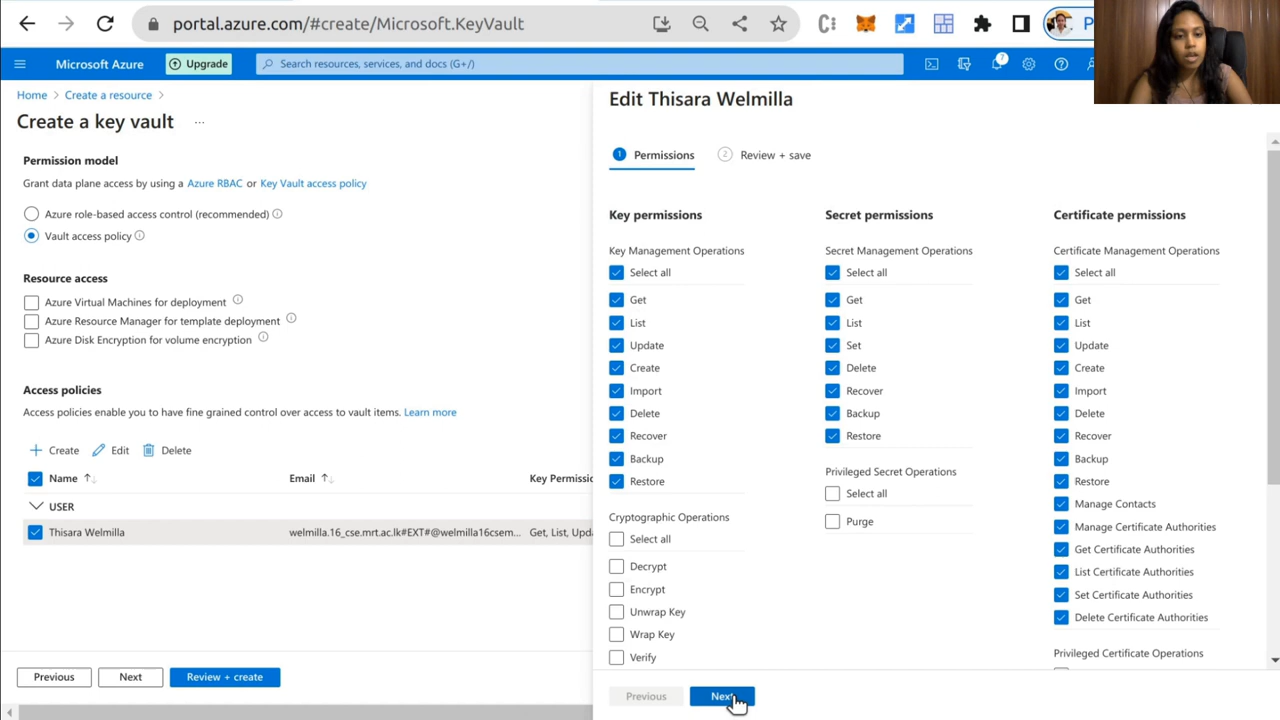 portal.azure.com/#create/Microsoft.KeyVault
Microsoft Azure
Upgrade
Search resources, services, and docs (G+/)
7
Home > Create a resource >
Create a key vault
...
Permission model
Grant data plane access by using a Azure RBAC or Key Vault access policy
Azure role-based access control (recommended)
Vault access policy
Resource access
Azure Virtual Machines for deployment
Azure Resource Manager for template deployment
Azure Disk Encryption for volume encryption
Access policies
Access policies enable you to have fine grained control over access to vault items. Learn more
Create Edit Delete
Name ↑↓ Email ↑↓ Key Permissio
USER
Thisara Welmilla welmilla.16_cse.mrt.ac.lk#EXT#@welmilla16csem... Get, List, Upda
Previous Next Review + create
Edit Thisara Welmilla
1 Permissions 2 Review + save
Key permissions
Key Management Operations
Select all
Get
List
Update
Create
Import
Delete
Recover
Backup
Restore
Cryptographic Operations
Select all
Decrypt
Encrypt
Unwrap Key
Wrap Key
Verify
Secret permissions
Secret Management Operations
Select all
Get
List
Set
Delete
Recover
Backup
Restore
Privileged Secret Operations
Select all
Purge
Certificate permissions
Certificate Management Operations
Select all
Get
List
Update
Create
Import
Delete
Recover
Backup
Restore
Manage Contacts
Manage Certificate Authorities
Get Certificate Authorities
List Certificate Authorities
Set Certificate Authorities
Delete Certificate Authorities
Privileged Certificate Operations
Previous Next